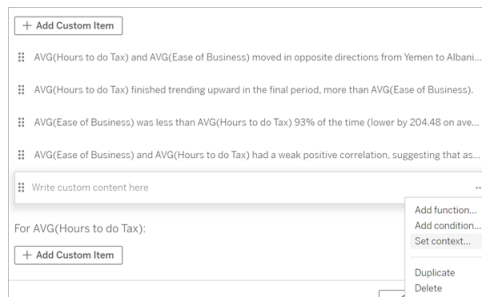 + Add Custom Item
AVG(Hours to do Tax) and AVG(Ease of Business) moved in opposite directions from Yemen to Albani...
AVG(Hours to do Tax) finished trending upward in the final period, more than AVG(Ease of Business).
AVG(Ease of Business) was less than AVG(Hours to do Tax) 93% of the time (lower by 204.48 on ave...
AVG(Ease of Business) and AVG(Hours to do Tax) had a weak positive correlation, suggesting that as...
Write custom content here
Add function...
Add condition...
Set context...
Duplicate
Delete
For AVG(Hours to do Tax):
+ Add Custom Item